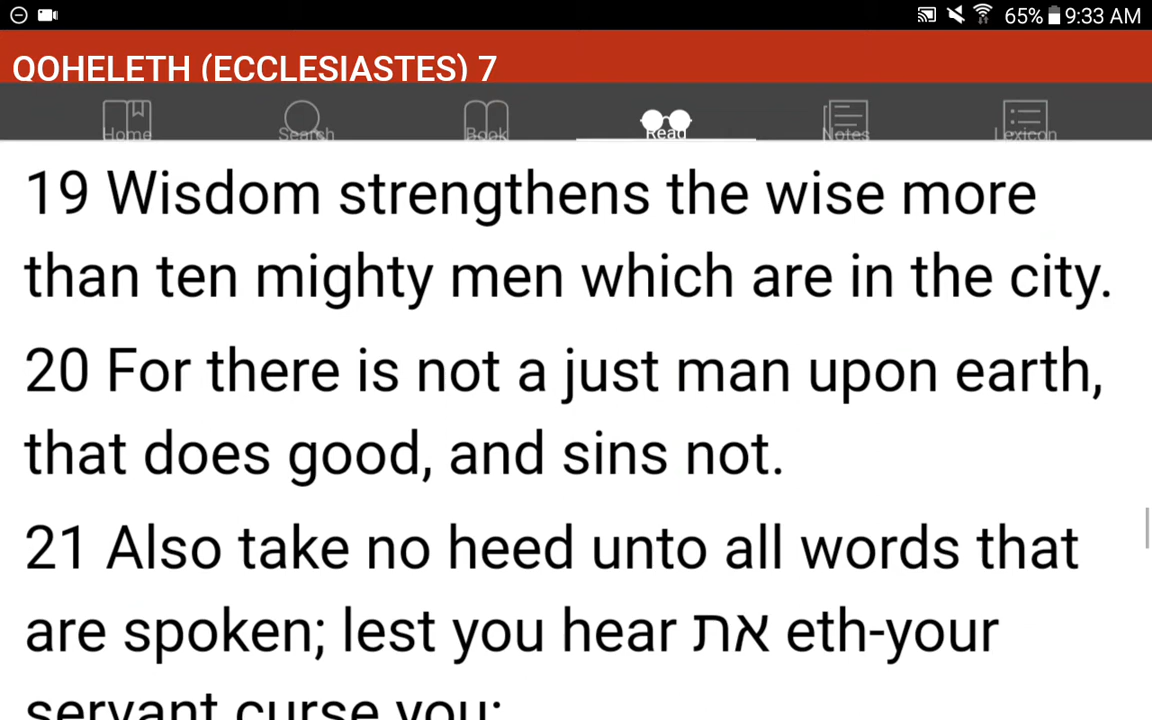 65% 9:33 AM
QOHELETH (ECCLESIASTES) 7
Home Search Book Read Notes Lexicon
19 Wisdom strengthens the wise more
than ten mighty men which are in the city.
20 For there is not a just man upon earth,
that does good, and sins not.
21 Also take no heed unto all words that
are spoken; lest you hear את eth-your
servant curse you: